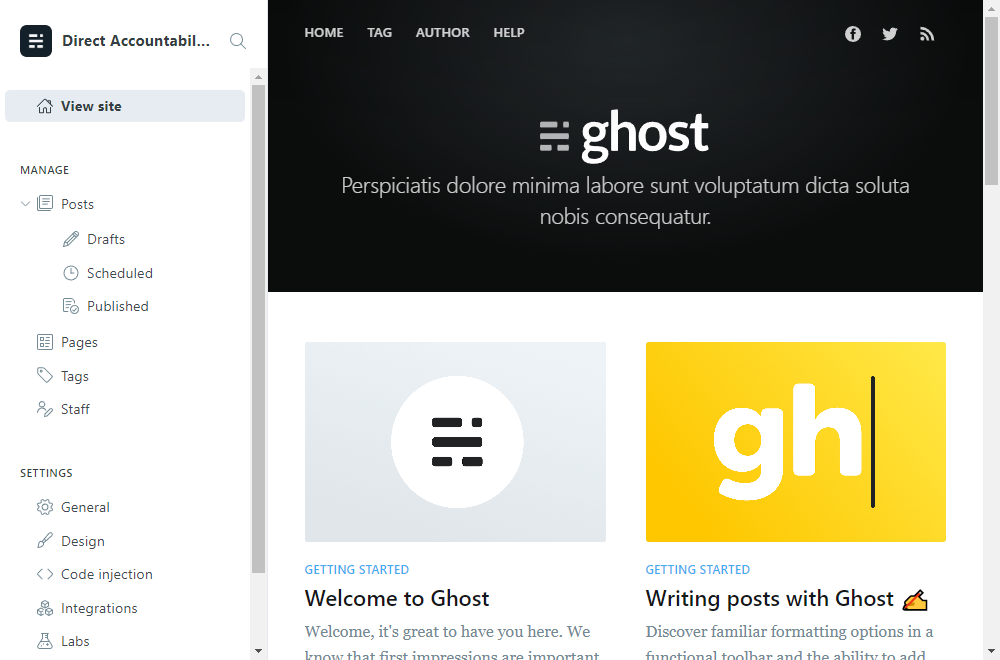 Direct Accountabil...
View site
MANAGE
Posts
Drafts
Scheduled
Published
Pages
Tags
Staff
SETTINGS
General
Design
Code injection
Integrations
Labs
HOME TAG AUTHOR HELP
ghost
Perspiciatis dolore minima labore sunt voluptatum dicta soluta
nobis consequatur.
GETTING STARTED
Welcome to Ghost
Welcome, it's great to have you here. We
know that first impressions are important
gh
GETTING STARTED
Writing posts with Ghost ✍️
Discover familiar formatting options in a
functional toolbar and the ability to add